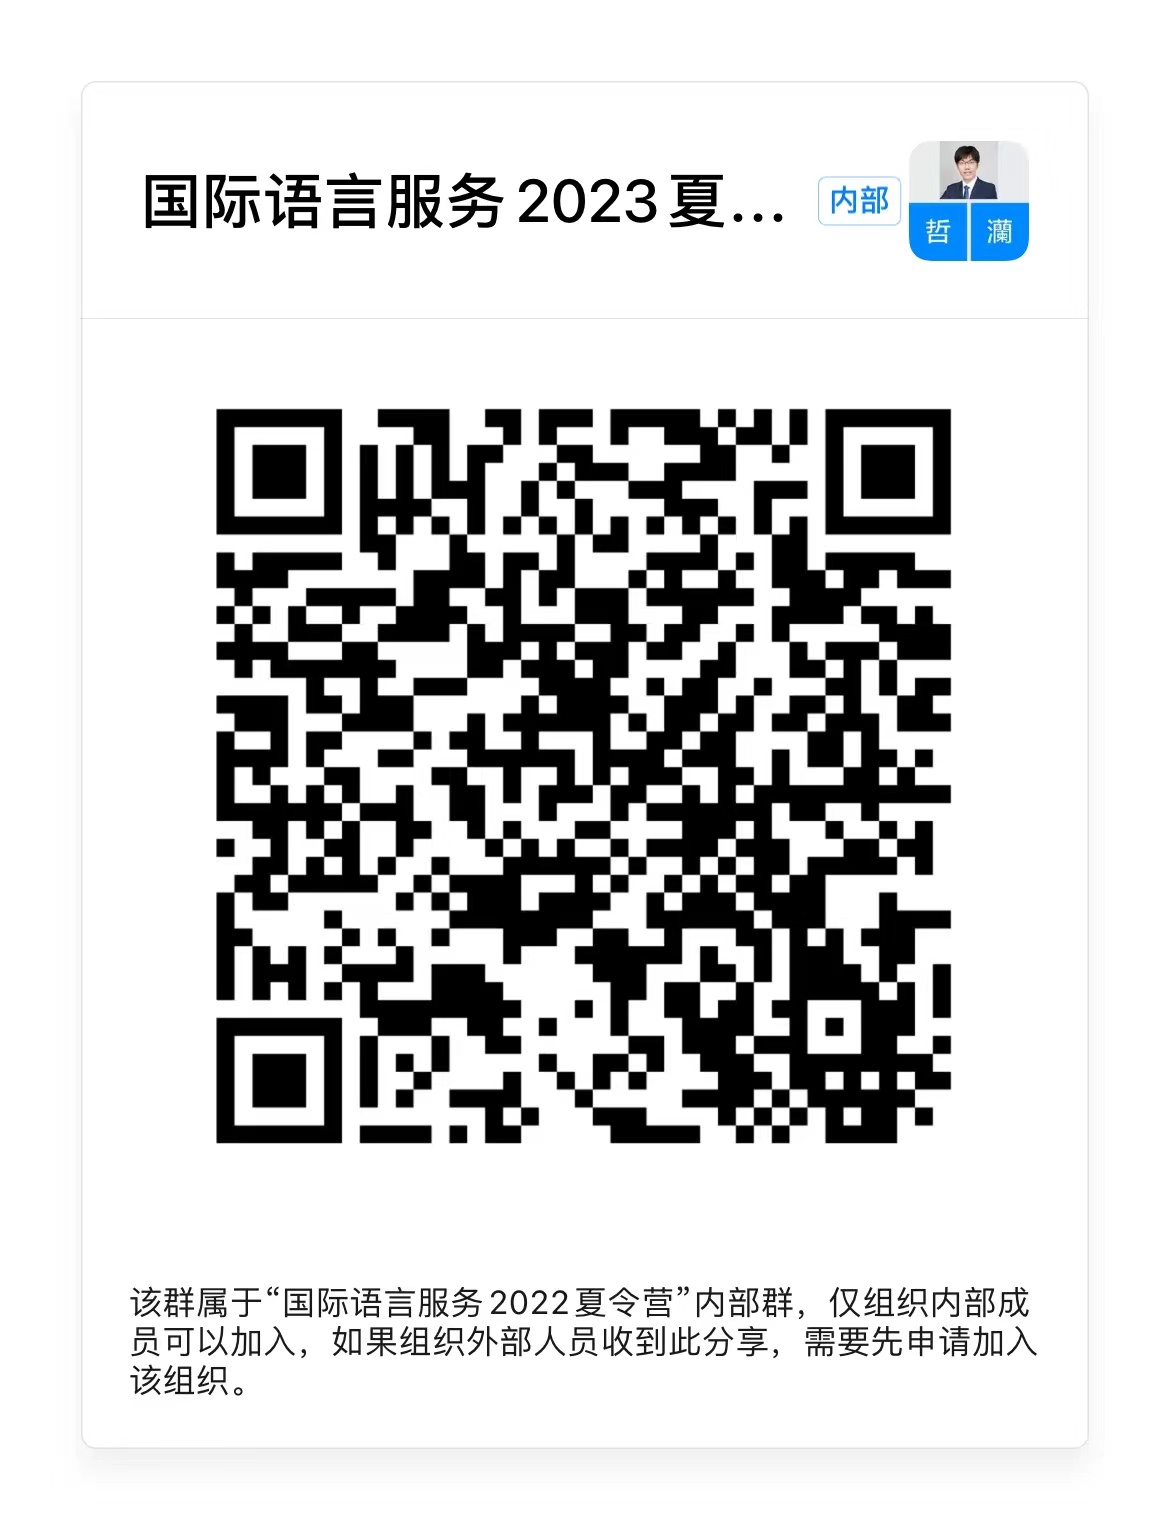 国际语言服务2023夏...
内部
哲 瀾
该群属于“国际语言服务2022夏令营”内部群，仅组织内部成
员可以加入，如果组织外部人员收到此分享，需要先申请加入
该组织。